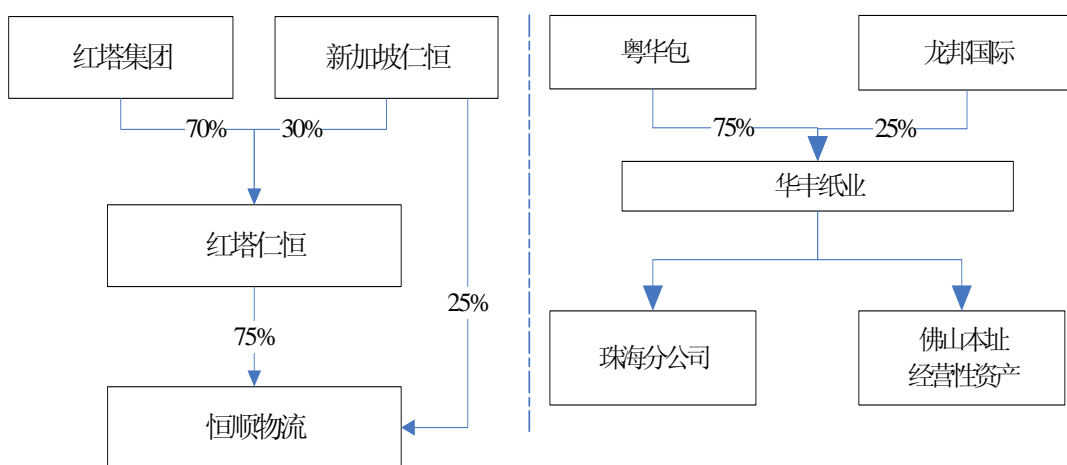 红塔集团
新加坡仁恒
70%
30%
红塔仁恒
75%
25%
恒顺物流
粤华包
龙邦国际
75%
25%
华丰纸业
珠海分公司
佛山本址
经营性资产